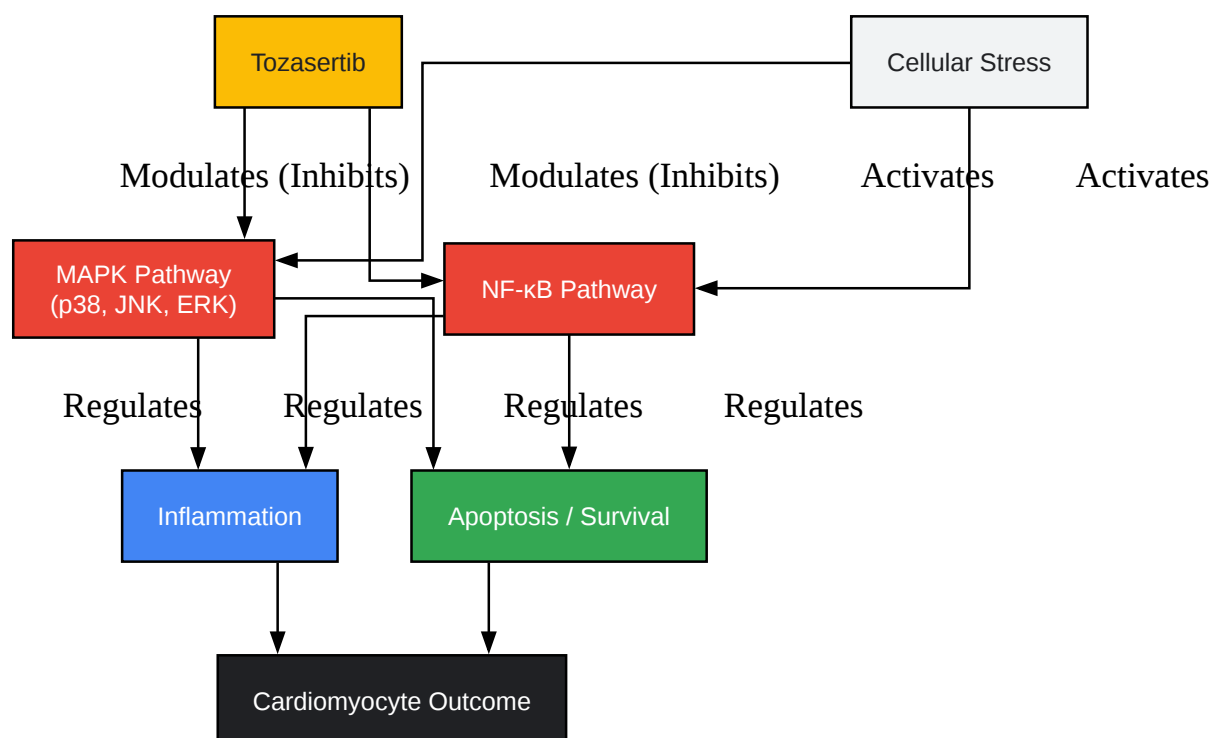 Tozasertib
Cellular Stress
Modulates (Inhibits)
Modulates (Inhibits)
Activates
Activates
MAPK Pathway
(p38, JNK, ERK)
NF-κB Pathway
Regulates
Regulates
Regulates
Regulates
Inflammation
Apoptosis / Survival
Cardiomyocyte Outcome